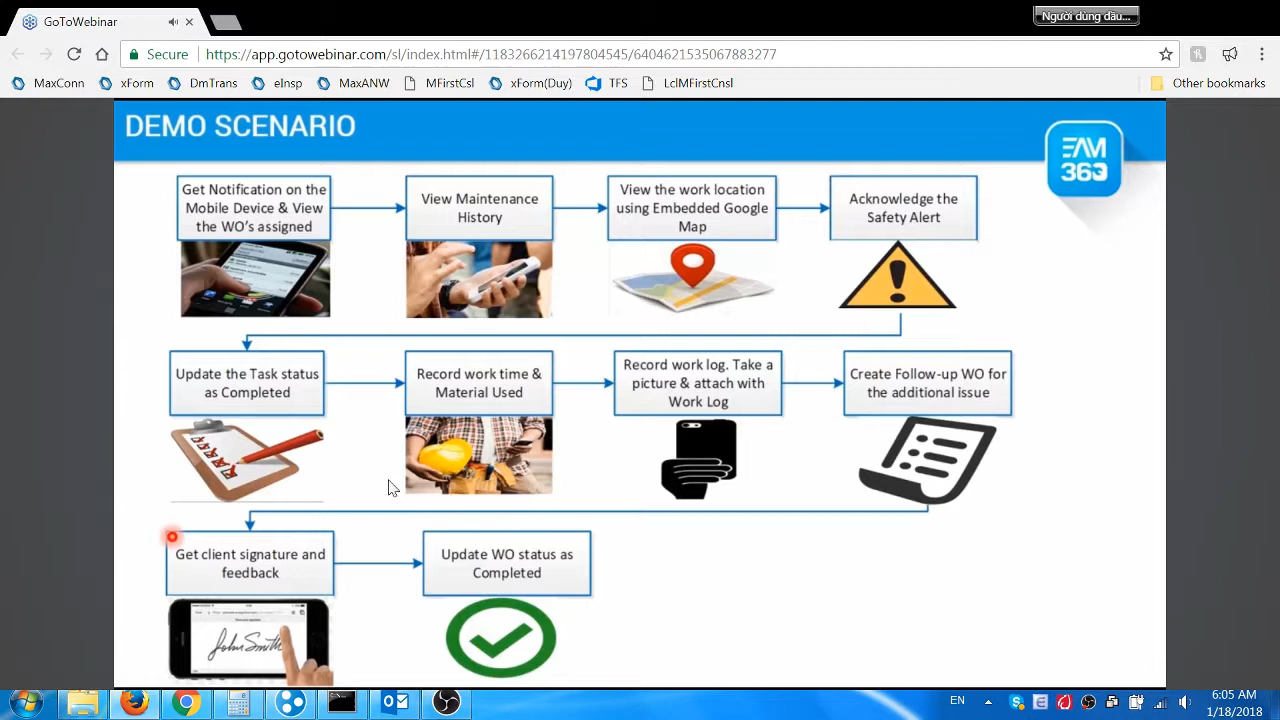 GoToWebinar
Người dùng đầu...
Secure
https://app.gotowebinar.com/sl/index.html#/1183266214197804545/6404621535067883277
MaxConn
xForm
DmTrans
eInsp
MaxANW
MFirstCsl
xForm(Duy)
TFS
LclMFirstCnsl
Other bookmarks
DEMO SCENARIO
EAM
360
Get Notification on the
Mobile Device & View
the WO's assigned
View Maintenance
History
View the work location
using Embedded Google
Map
Acknowledge the
Safety Alert
Update the Task status
as Completed
Record work time &
Material Used
Record work log. Take a
picture & attach with
Work Log
Create Follow-up WO for
the additional issue
Get client signature and
feedback
Update WO status as
Completed
John Smith
EN
6:05 AM
1/18/2018